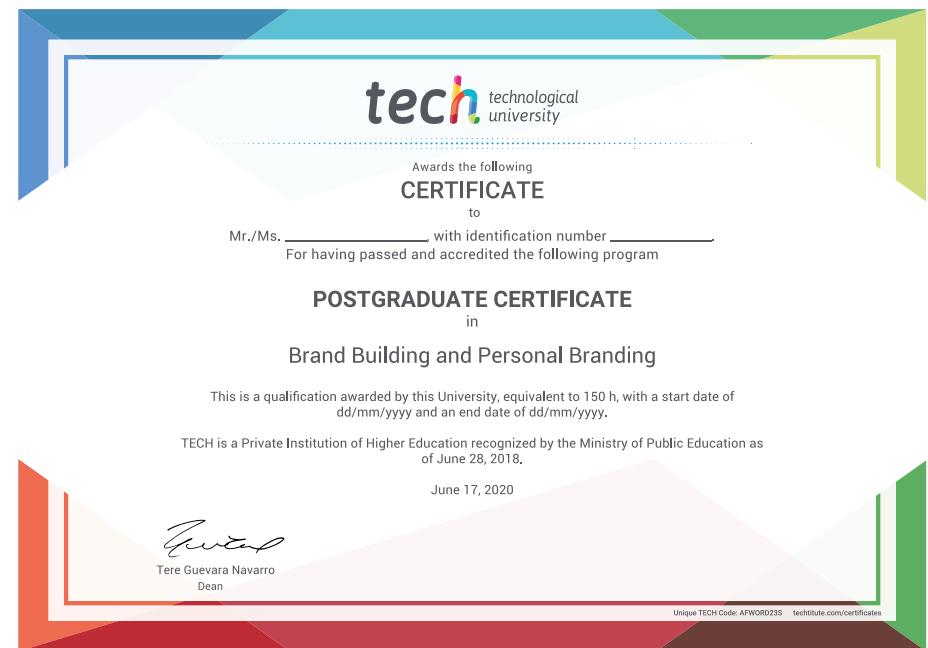 tech technological
university
Awards the following
CERTIFICATE
to
Mr./Ms. ____________, with identification number ____________.
For having passed and accredited the following program
POSTGRADUATE CERTIFICATE
in
Brand Building and Personal Branding
This is a qualification awarded by this University, equivalent to 150 h, with a start date of
dd/mm/yyyy and an end date of dd/mm/yyyy.
TECH is a Private Institution of Higher Education recognized by the Ministry of Public Education as
of June 28, 2018.
June 17, 2020
Tere Guevara Navarro
Dean
Unique TECH Code: AFWORD23S techtitute.com/certificates